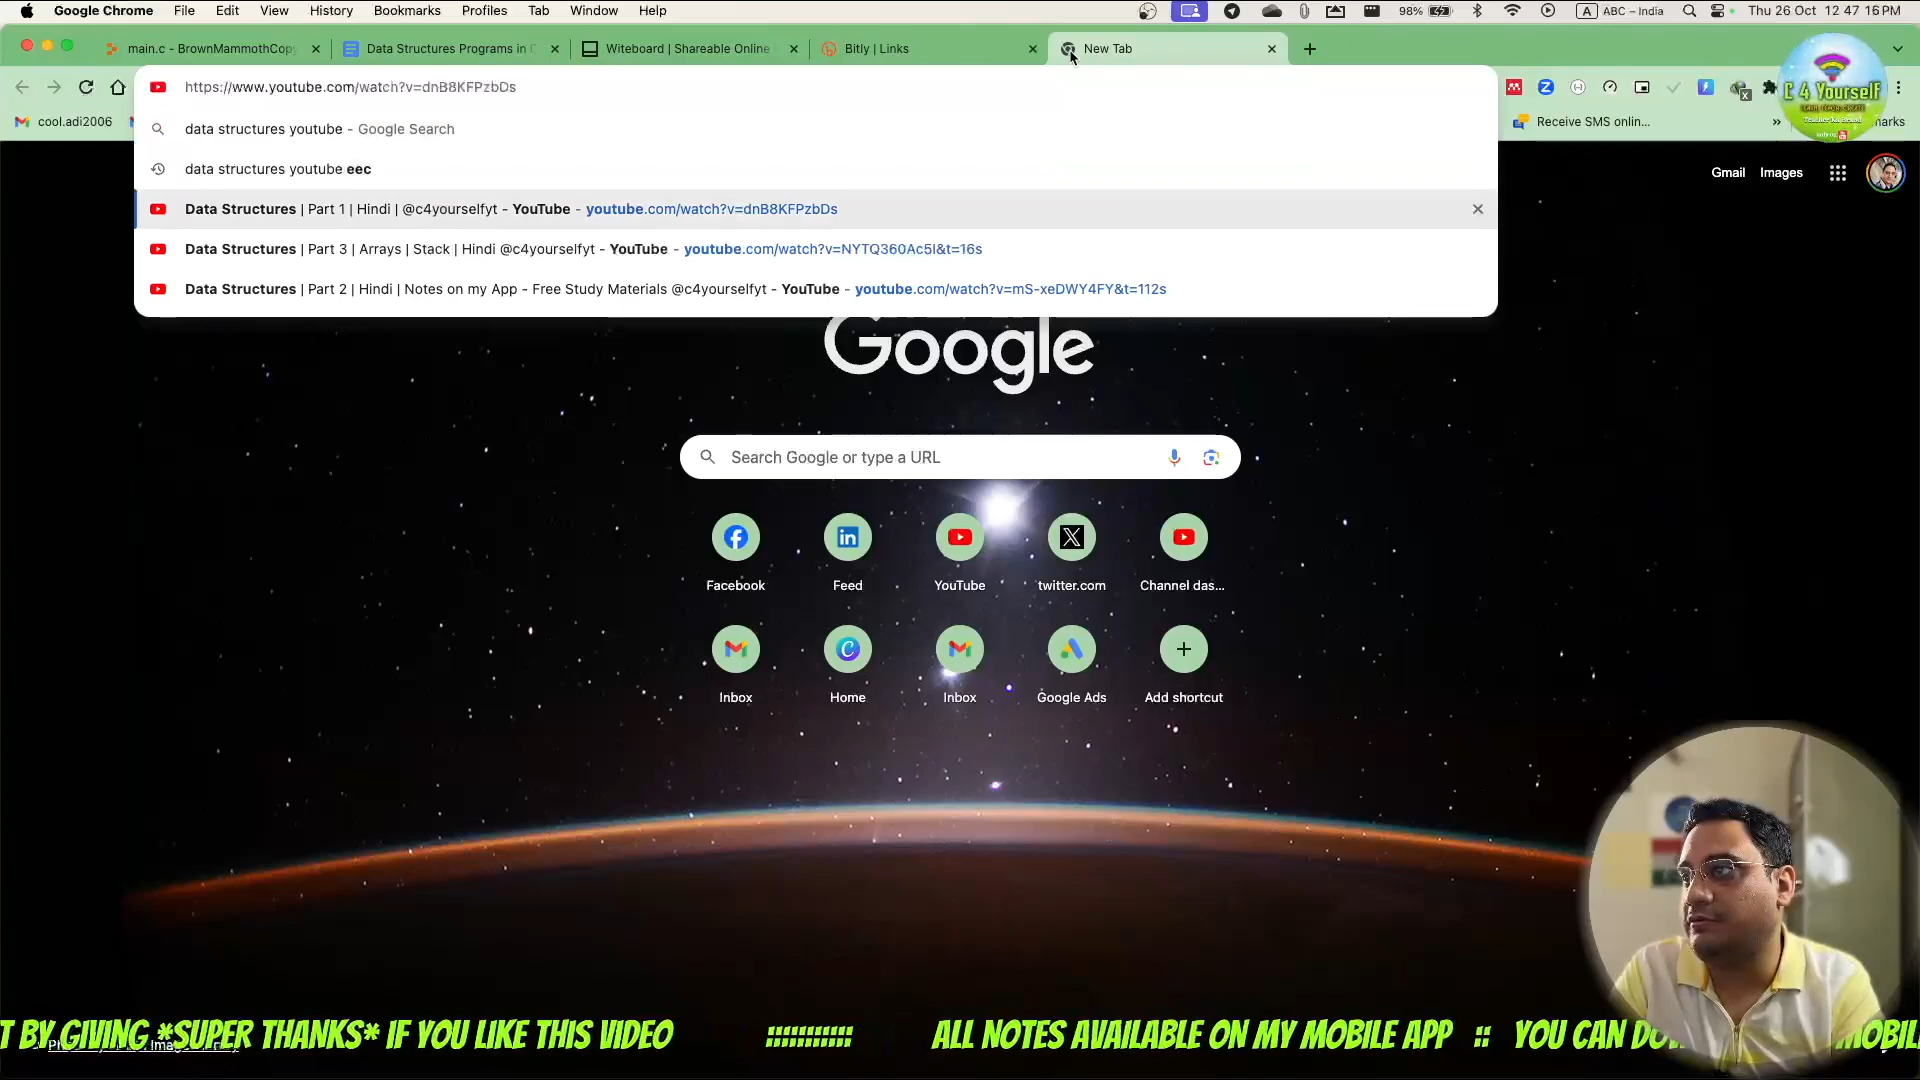 Google Chrome File Edit View History Bookmarks Profiles Tab Window Help 98% A ABC – India Thu 26 Oct 12 47 16 PM
main.c - BrownMammothCopy Data Structures Programs in C Witeboard | Shareable Online Bitly | Links New Tab
https://www.youtube.com/watch?v=dnB8KFPzbDs
C 4 Yourself
cool.adi2006 Receive SMS onlin... »
data structures youtube - Google Search
data structures youtube eec
Gmail Images
Data Structures | Part 1 | Hindi | @c4yourselfyt - YouTube - youtube.com/watch?v=dnB8KFPzbDs
Data Structures | Part 3 | Arrays | Stack | Hindi @c4yourselfyt - YouTube - youtube.com/watch?v=NYTQ360Ac5I&t=16s
Data Structures | Part 2 | Hindi | Notes on my App - Free Study Materials @c4yourselfyt - YouTube - youtube.com/watch?v=mS-xeDWY4FY&t=112s
Google
Search Google or type a URL
Facebook Feed YouTube twitter.com Channel das...
Inbox Home Inbox Google Ads Add shortcut
T BY GIVING *SUPER THANKS* IF YOU LIKE THIS VIDEO ::::::::::: ALL NOTES AVAILABLE ON MY MOBILE APP :: YOU CAN DO MOBIL